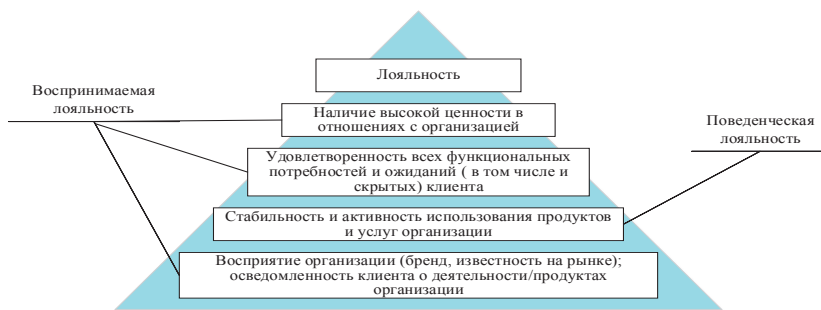 Лояльность
Воспринимаемая
лояльность
Наличие высокой ценности в
отношениях с организацией
Поведенческая
лояльность
Удовлетворенность всех функциональных
потребностей и ожиданий ( в том числе и
скрытых) клиента
Стабильность и активность использования продуктов
и услуг организации
Восприятие организации (бренд, известность на рынке);
осведомленность клиента о деятельности/продуктах
организации